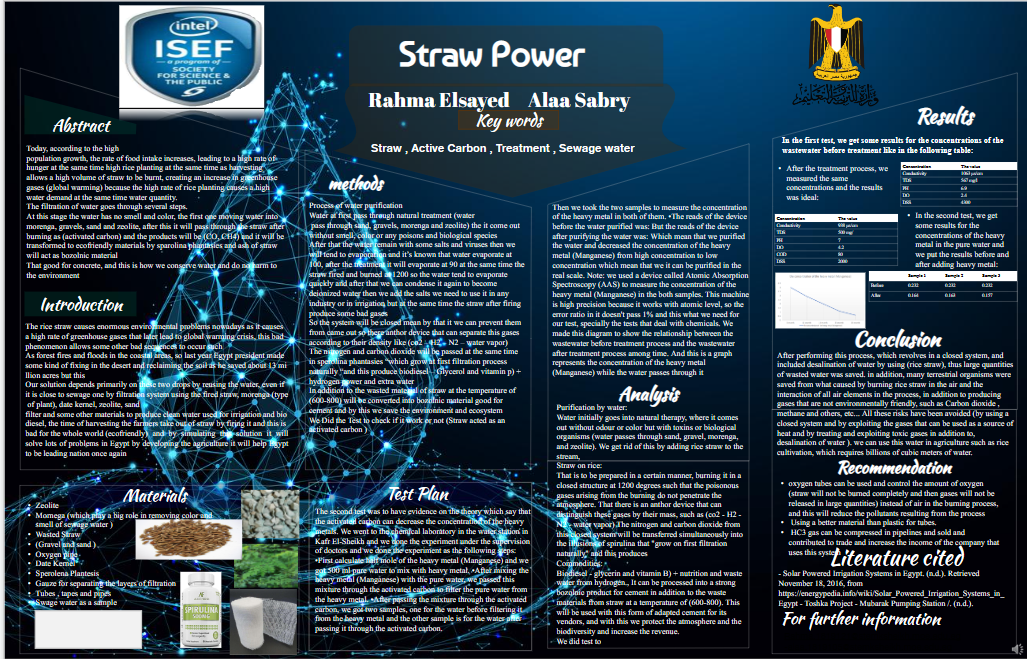 intel
ISEF
a program of
SOCIETY
FOR SCIENCE &
THE PUBLIC
Straw Power
Rahma Elsayed Alaa Sabry
Key words
Straw , Active Carbon , Treatment , Sewage water
Abstract
Today, according to the high
population growth, the rate of food intake increases, leading to a high rate of
hunger at the same time high rice planting at the same time as harvesting
allows a high volume of straw to be burnt, creating an increase in greenhouse
gases (global warming) because the high rate of rice planting causes a high
water demand at the same time water quantity.
The filtration of water goes through several steps.
At this stage the water has no smell and color, the first one moving water into
morenga, gravels, sand and zeolite, after this it will pass through the straw after
burning as (activated carbon) and the products will be (CO, CH4) and it will be
transformed to ecofriendly materials by sparolina phantasies and ash of straw
will act as bozolnic material
That good for concrete, and this is how we conserve water and do no harm to
the environment
Introduction
The rice straw causes enormous environmental problems nowadays as it causes
a high rate of greenhouse gases that later lead to global warming crisis, this bad
phenomenon allows some other bad sequences to occur such
As forest fires and floods in the coastal areas, so last year Egypt president made
some kind of fixing in the desert and reclaiming the soil as he saved about 13 mi
llion acres but this
Our solution depends primarily on these two drops by reusing the water, even if
it is close to sewage one by filtration system using the fired straw, morenga (type
of plant), date kernel, zeolite, sand
filter and some other materials to produce clean water used for irrigation and bio
diesel, the time of harvesting the farmers take out of straw by firing it and this is
bad for the whole world (ecofriendly) and by simulating this solution it will
solve lots of problems in Egypt by developing the agriculture it will help Egypt
to be leading nation once again
Materials
• Zeolite
• Mornega (which play a big role in removing color and
smell of sewage water )
• Wasted Straw
• (Gravel and sand )
• Oxygen pipe
• Date Kernel
• Sperolena Plantesis
• Gauze for separating the layers of filtration
• Tubes , tapes and pipes
• Swage water as a sample
SPIRULINA
methods
Process of water purification
Water at first pass through natural treatment (water
pass through sand, gravels, morenga and zeolite) the it come out
without smell, color or any poisons and biological species
After that the water remain with some salts and viruses then we
will tend to evaporation and it's known that water evaporate at
100, after the treatment it will evaporate at 90 at the same time the
straw fired and burned at 1200 so the water tend to evaporate
quickly and after that we can condense it again to become
deionized water then we add the salts we need to use it in any
industry or in irrigation but at the same time the straw after firing
produce some bad gases
So the system will be closed mean by that it we can prevent them
from came out so there anthor device that can separate this gases
according to their density like (co2 - H2 - N2 – water vapor)
The nitrogen and carbon dioxide will be passed at the same time
in sperolina phantasies "which grow at first filtration process
naturally "and this produce biodiesel – Glycerol and vitamin p) +
hydrogen power and extra water
In addition to the wasted material of straw at the temperature of
(600-800) will be converted into bozolnic material good for
cement and by this we save the environment and ecosystem
We Did the Test to check if it work or not (Straw acted as an
activated carbon )
Test Plan
The second test was to have evidence on the theory which say that
the activated carbon can decrease the concentration of the heavy
metals. We went to the chemical laboratory in the water station in
Kafr El-Sheikh and we done the experiment under the supervision
of doctors and we done the experiment as the following steps:
•First calculate half mole of the heavy metal (Manganese) and we
got 500 ml pure water to mix with heavy metal. •After mixing the
heavy metal (Manganese) with the pure water, we passed this
mixture through the activated carbon to filter the pure water from
the heavy metal. •After passing the mixture through the activated
carbon, we got two samples, one for the water before filtering it
from the heavy metal and the other sample is for the water after
passing it through the activated carbon.
Then we took the two samples to measure the concentration
of the heavy metal in both of them. •The reads of the device
before the water purified was: But the reads of the device
after purifying the water was: Which mean that we purified
the water and decreased the concentration of the heavy
metal (Manganese) from high concentration to low
concentration which mean that we it can be purified in the
real scale. Note: we used a device called Atomic Absorption
Spectroscopy (AAS) to measure the concentration of the
heavy metal (Manganese) in the both samples. This machine
is high precision because it works with atomic level, so the
error ratio in it doesn't pass 1% and this what we need for
our test, specially the tests that deal with chemicals. We
made this diagram to show the relationship between the
wastewater before treatment process and the wastewater
after treatment process among time. And this is a graph
represents the concentration of the heavy metal
(Manganese) while the water passes through it
Analysis
Purification by water:
Water initially goes into natural therapy, where it comes
out without odour or color but with toxins or biological
organisms (water passes through sand, gravel, morenga,
and zeolite). We get rid of this by adding rice straw to the
stream,
Straw on rice:
That is to be prepared in a certain manner, burning it in a
closed structure at 1200 degrees such that the poisonous
gases arising from the burning do not penetrate the
atmosphere. That there is an anthor device that can
distinguish these gases by their mass, such as (co2 - H2 -
N2 - water vapor) The nitrogen and carbon dioxide from
this closed system will be transferred simultaneously into
the illusions of spirulina "that grow on first filtration
naturally," and this produces
Commodities:
Biodiesel - glycerin and vitamin B) + nutrition and waste
water from hydrogen., It can be processed into a strong
bozolnic product for cement in addition to the waste
materials from straw at a temperature of (600-800). This
will be used with this form of adapted cement for its
vendors, and with this we protect the atmosphere and the
biodiversity and increase the revenue.
We did test to
Results
In the first test, we get some results for the concentrations of the
wastewater before treatment like in the following table:
• After the treatment process, we
measured the same
concentrations and the results
was ideal:
Concentration The value
Conductivity 1063 µs/cm
TDS 567 mg/l
PH 6.9
DO 2.4
DSS 4300
Concentration The value
Conductivity 938 µs/cm
TDS 500 mg/l
PH 7
DO 4.2
COD 80
DSS 2000
• In the second test, we get
some results for the
concentrations of the heavy
metal in the pure water and
we put the results before and
after adding heavy metal:
Sample 1 Sample 2 Sample 3
Before 0.232 0.232 0.232
After 0.164 0.163 0.157
Conclusion
After performing this process, which revolves in a closed system, and
included desalination of water by using (rice straw), thus large quantities
of wasted water was saved. in addition, many terrestrial organisms were
saved from what caused by burning rice straw in the air and the
interaction of all air elements in the process, in addition to producing
gases that are not environmentally friendly, such as Carbon dioxide ,
methane and others, etc... All these risks have been avoided (by using a
closed system and by exploiting the gases that can be used as a source of
heat and by treating and exploiting toxic gases in addition to,
desalination of water ). we can use this water in agriculture such as rice
cultivation, which requires billions of cubic meters of water.
Recommendation
• oxygen tubes can be used and control the amount of oxygen
(straw will not be burned completely and then gases will not be
released in large quantities) instead of air in the burning process,
and this will reduce the pollutants resulting from the process
• Using a better material than plastic for tubes.
• HC3 gas can be compressed in pipelines and sold and
contributed to trade and increase the income of the company that
uses this system
Literature cited
- Solar Powered Irrigation Systems in Egypt. (n.d.). Retrieved
November 18, 2016, from
https://energypedia.info/wiki/Solar_Powered_Irrigation_Systems_in_
Egypt - Toshka Project - Mubarak Pumping Station /. (n.d.).
For further information